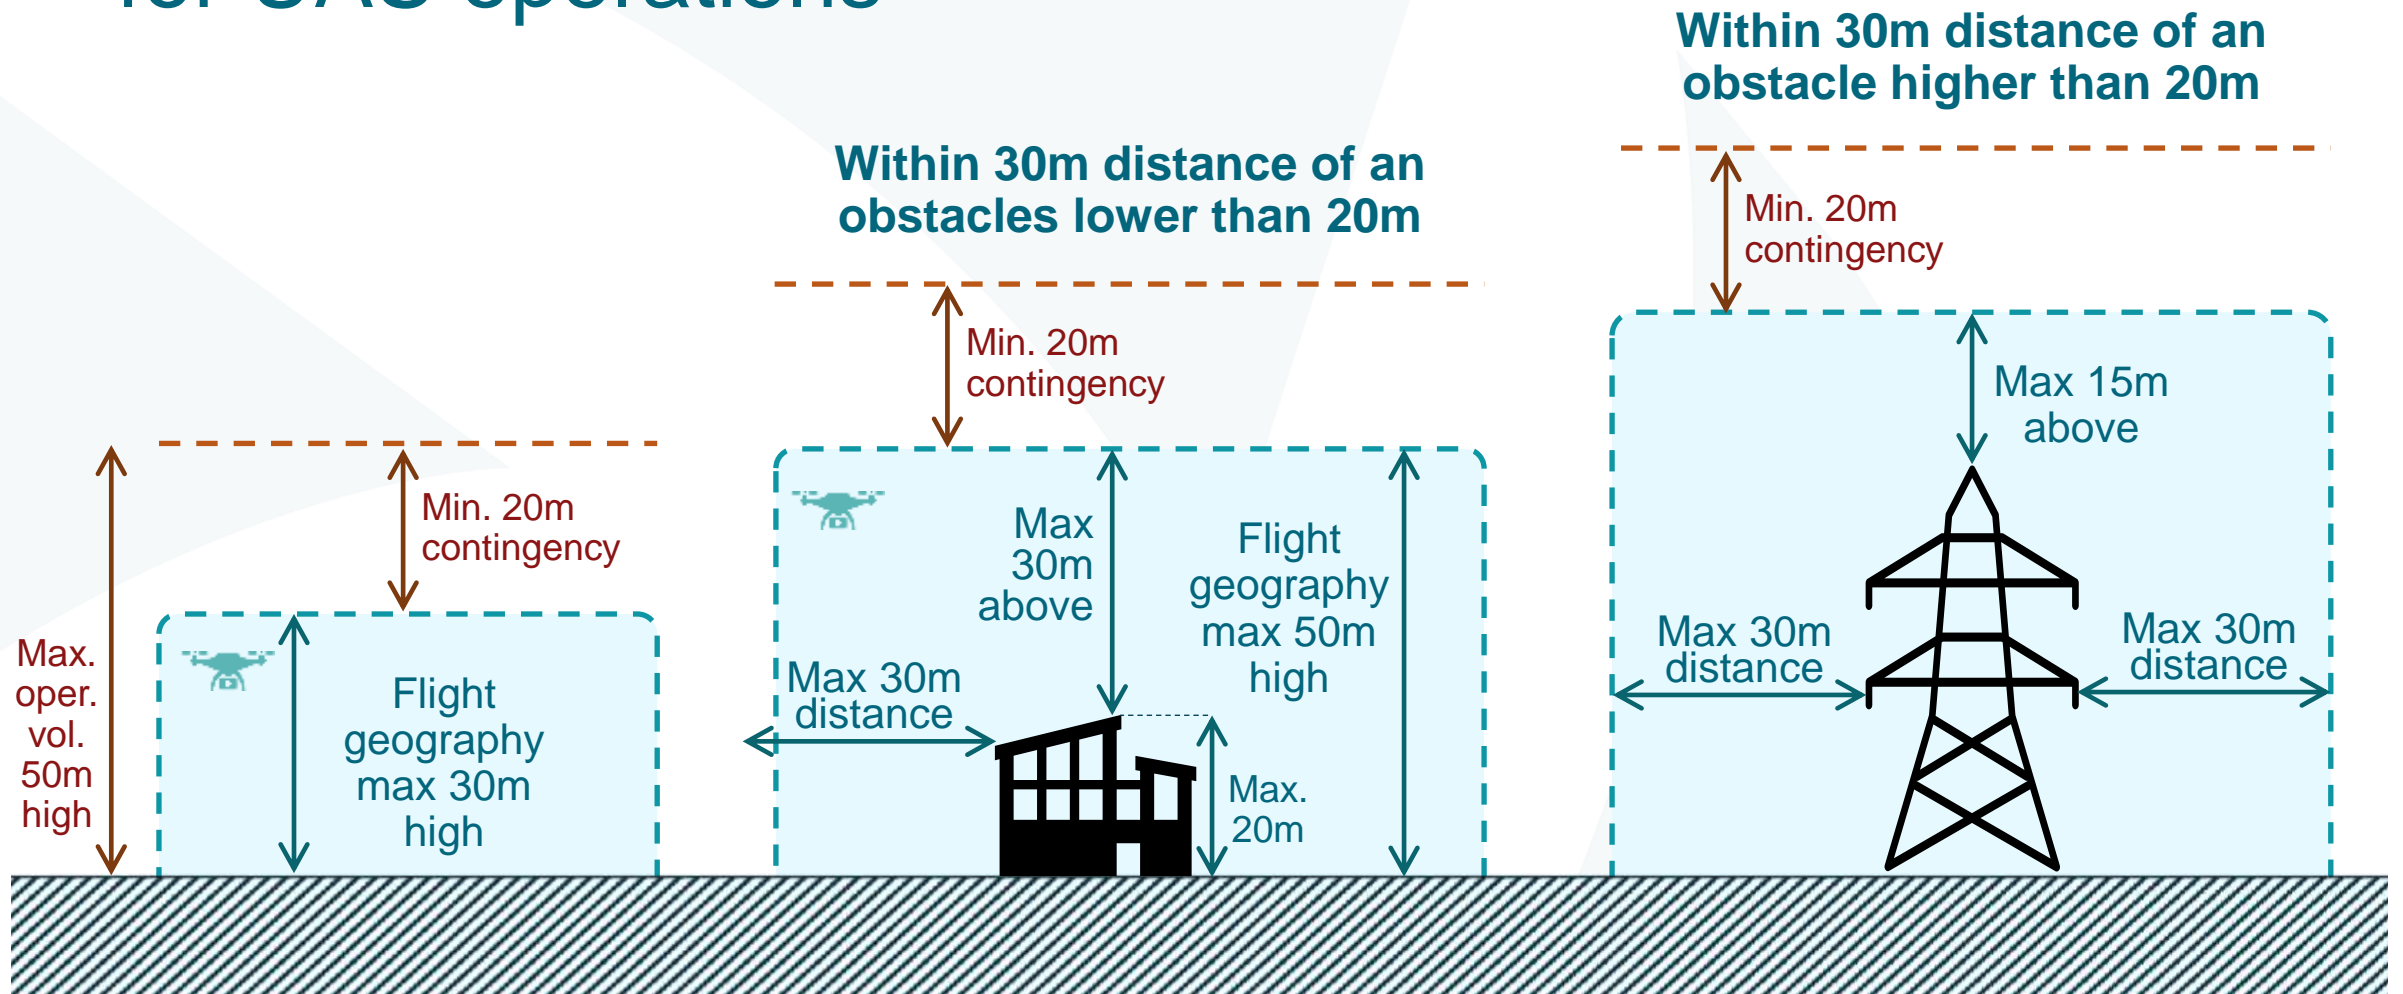 for UAS operations
Within 30m distance of an
obstacle higher than 20m
Within 30m distance of an
obstacles lower than 20m
Min. 20m
contingency
Min. 20m
contingency
Min. 20m
contingency
Max.
oper.
vol.
50m
high
Flight
geography
max 30m
high
Max
30m
above
Flight
geography
max 50m
high
Max 30m
distance
Max.
20m
Max 15m
above
Max 30m
distance
Max 30m
distance